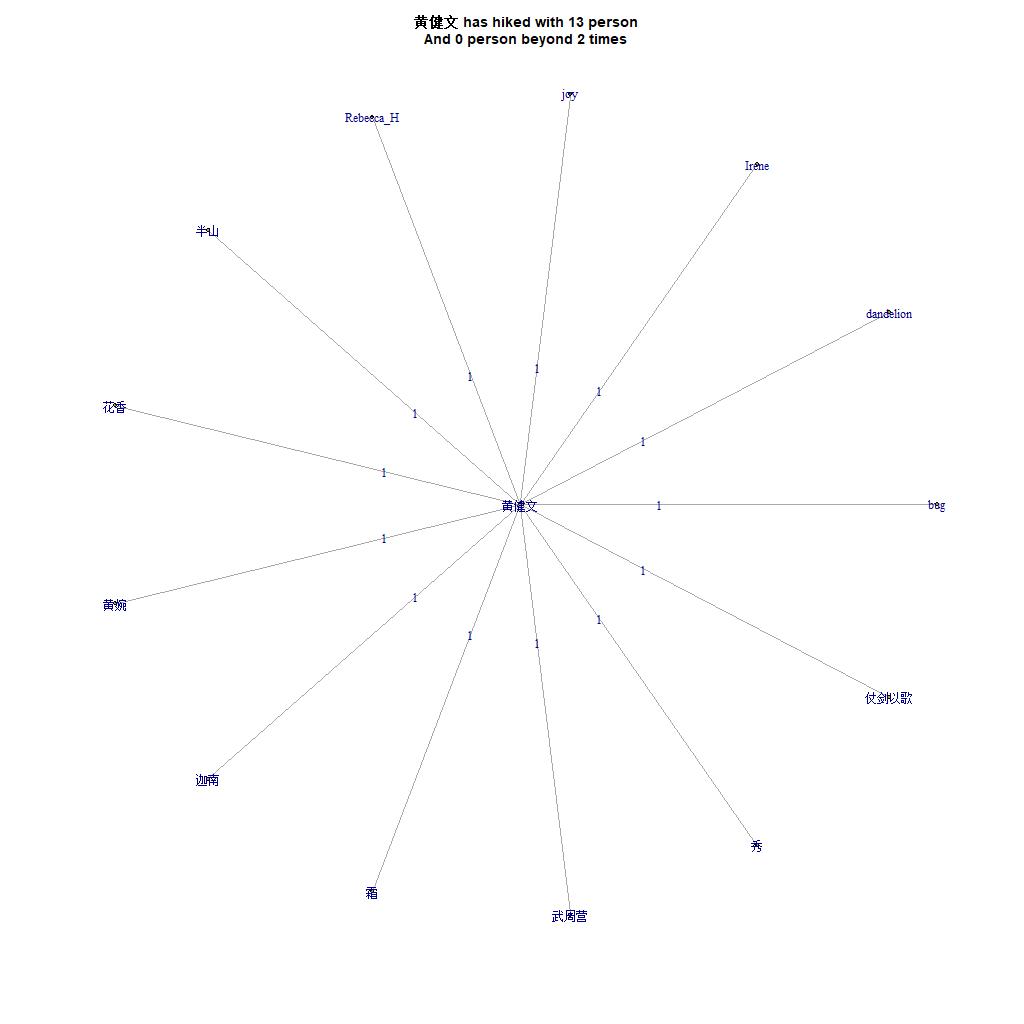 黄健文 has hiked with 13 person
And 0 person beyond 2 times
joy
Rebecca_H
Irene
半山
dandelion
1
1
1
花香
1
1
1
1
黄健文
1
bag
1
1
黄婉
1
1
1
1
仗剑以歌
迦南
秀
霜
武周营